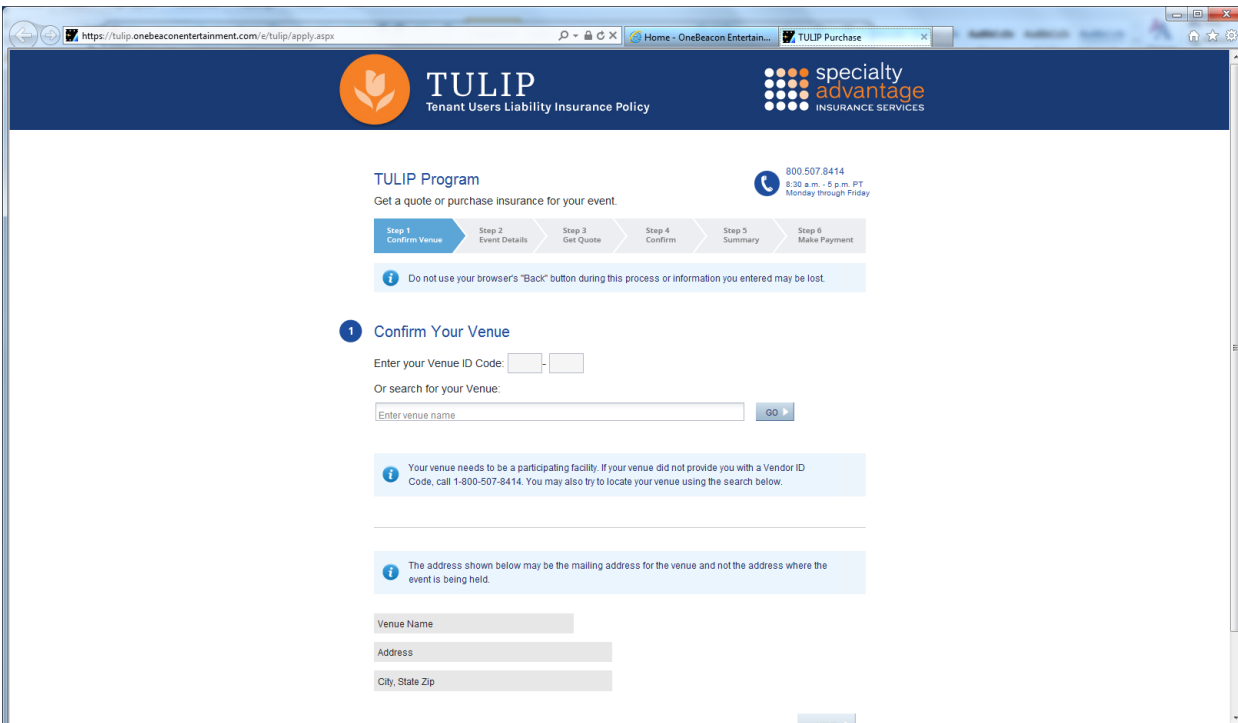 https://tulip.onebeaconentertainment.com/e/tulip/apply.aspx
Home - OneBeacon Entertain...
TULIP Purchase
TULIP
Tenant Users Liability Insurance Policy
specialty
advantage
INSURANCE SERVICES
TULIP Program
Get a quote or purchase insurance for your event.
800.507.8414
8:30 a.m. - 5 p.m. PT
Monday through Friday
Step 1
Confirm Venue
Step 2
Event Details
Step 3
Get Quote
Step 4
Confirm
Step 5
Summary
Step 6
Make Payment
Do not use your browser's "Back" button during this process or information you entered may be lost.
1
Confirm Your Venue
Enter your Venue ID Code: -
Or search for your Venue:
Enter venue name
GO
Your venue needs to be a participating facility. If your venue did not provide you with a Vendor ID
Code, call 1-800-507-8414. You may also try to locate your venue using the search below.
The address shown below may be the mailing address for the venue and not the address where the
event is being held.
Venue Name
Address
City, State Zip